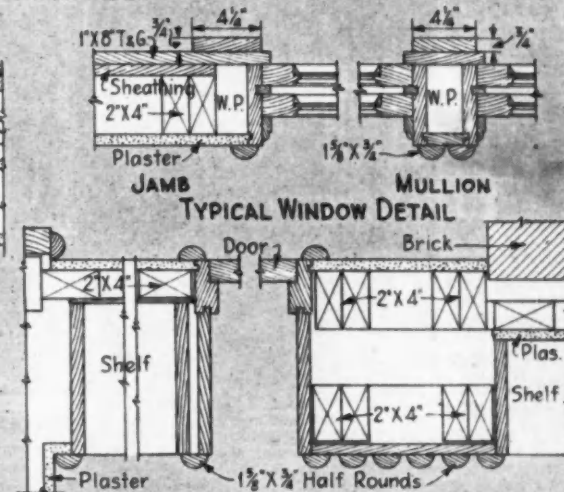 4¼" 4¼"
1"X8" T&G ¾" ¾"
Sheathing
2"X4" W.P. W.P.
Plaster 1⅝"X¾"
JAMB MULLION
TYPICAL WINDOW DETAIL
Door Brick
2"X4" 2"X4"
Shelf Plas.
Shelf
2"X4"
Plaster 1⅝"X¾" Half Rounds